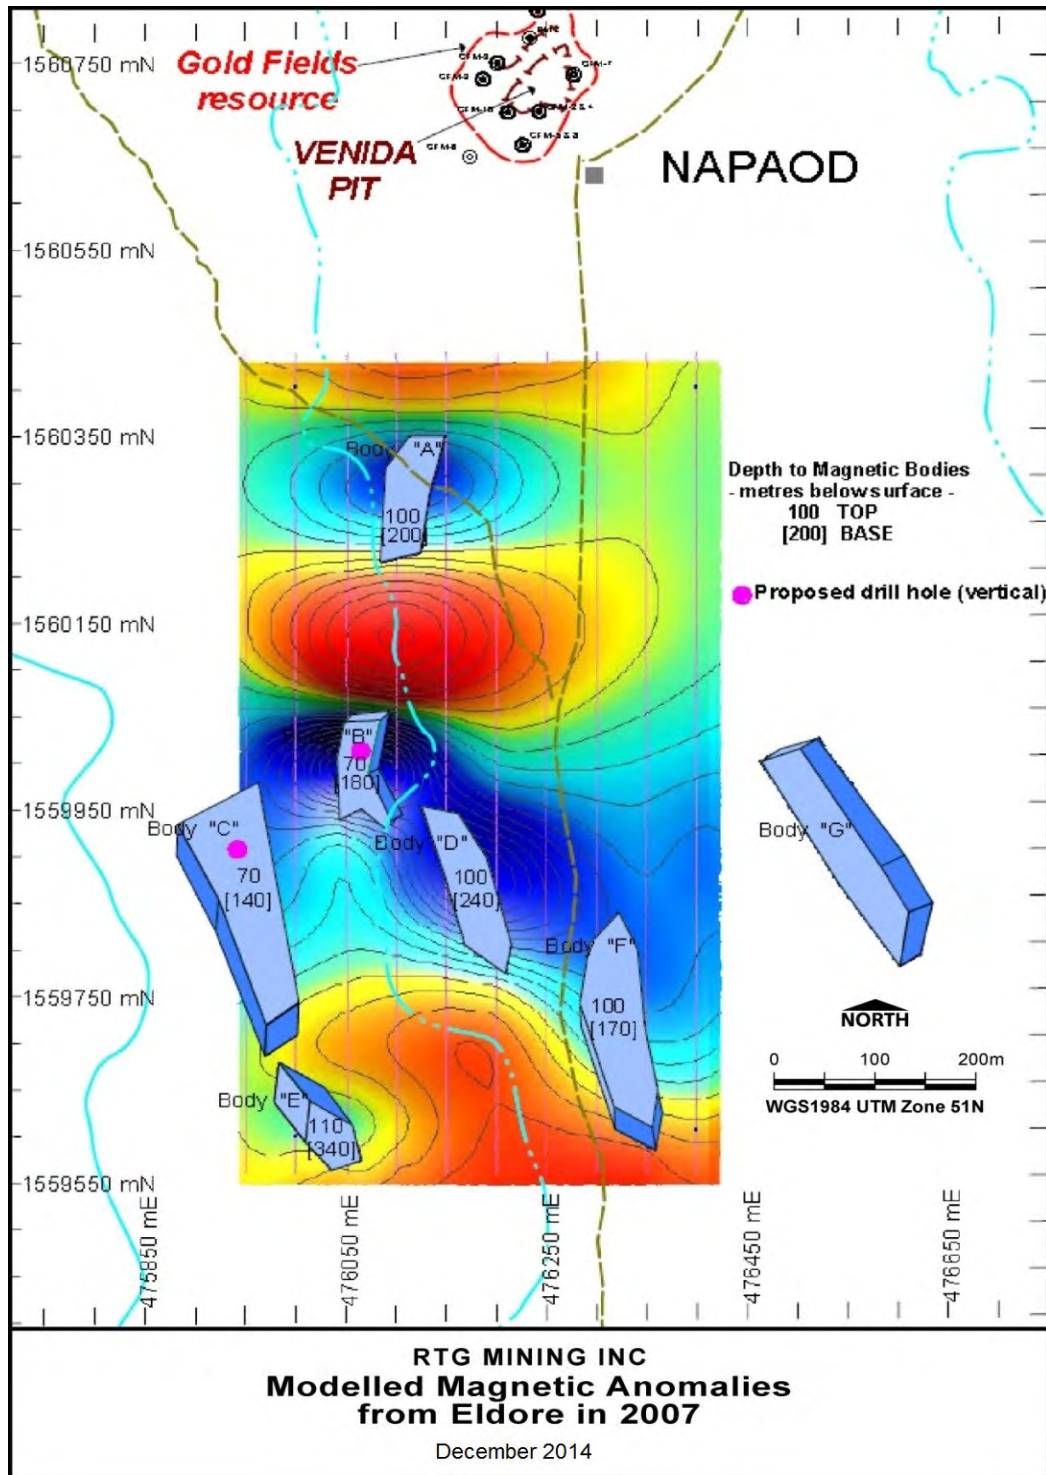 1560750 mN
Gold Fields
resource
VENIDA
PIT
NAPAOD
1560550 mN
1560350 mN
Body "A"
100
[200]
Depth to Magnetic Bodies
- metres below surface -
100 TOP
[200] BASE
Proposed drill hole (vertical)
1560150 mN
"B"
70
[180]
1559950 mN
Body "C"
70
[140]
Body "D"
100
[240]
Body "G"
Body "F"
100
[170]
1559750 mN
NORTH
0 100 200m
WGS1984 UTM Zone 51N
Body "E"
110
[340]
1559550 mN
475850 mE
476050 mE
476250 mE
476450 mE
476650 mE
RTG MINING INC
Modelled Magnetic Anomalies
from Eldore in 2007
December 2014